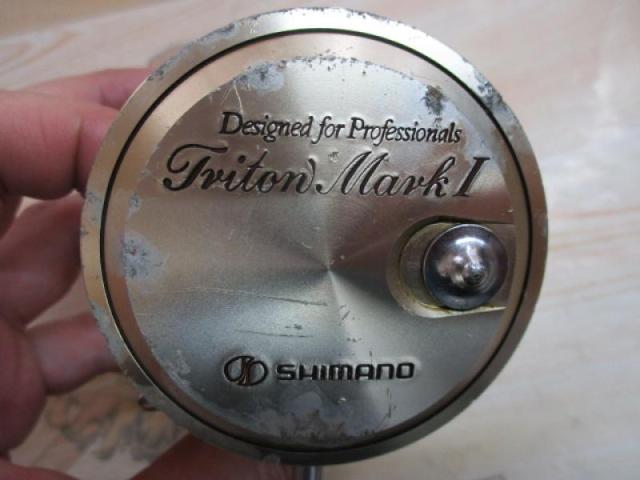 Designed for Professionals
Triton Mark I
SHIMANO